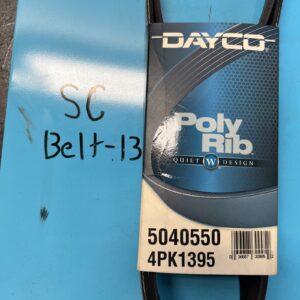 SC
Belt-13
DAYCO
Poly
Rib
QUIET W DESIGN
5040550
4PK1395